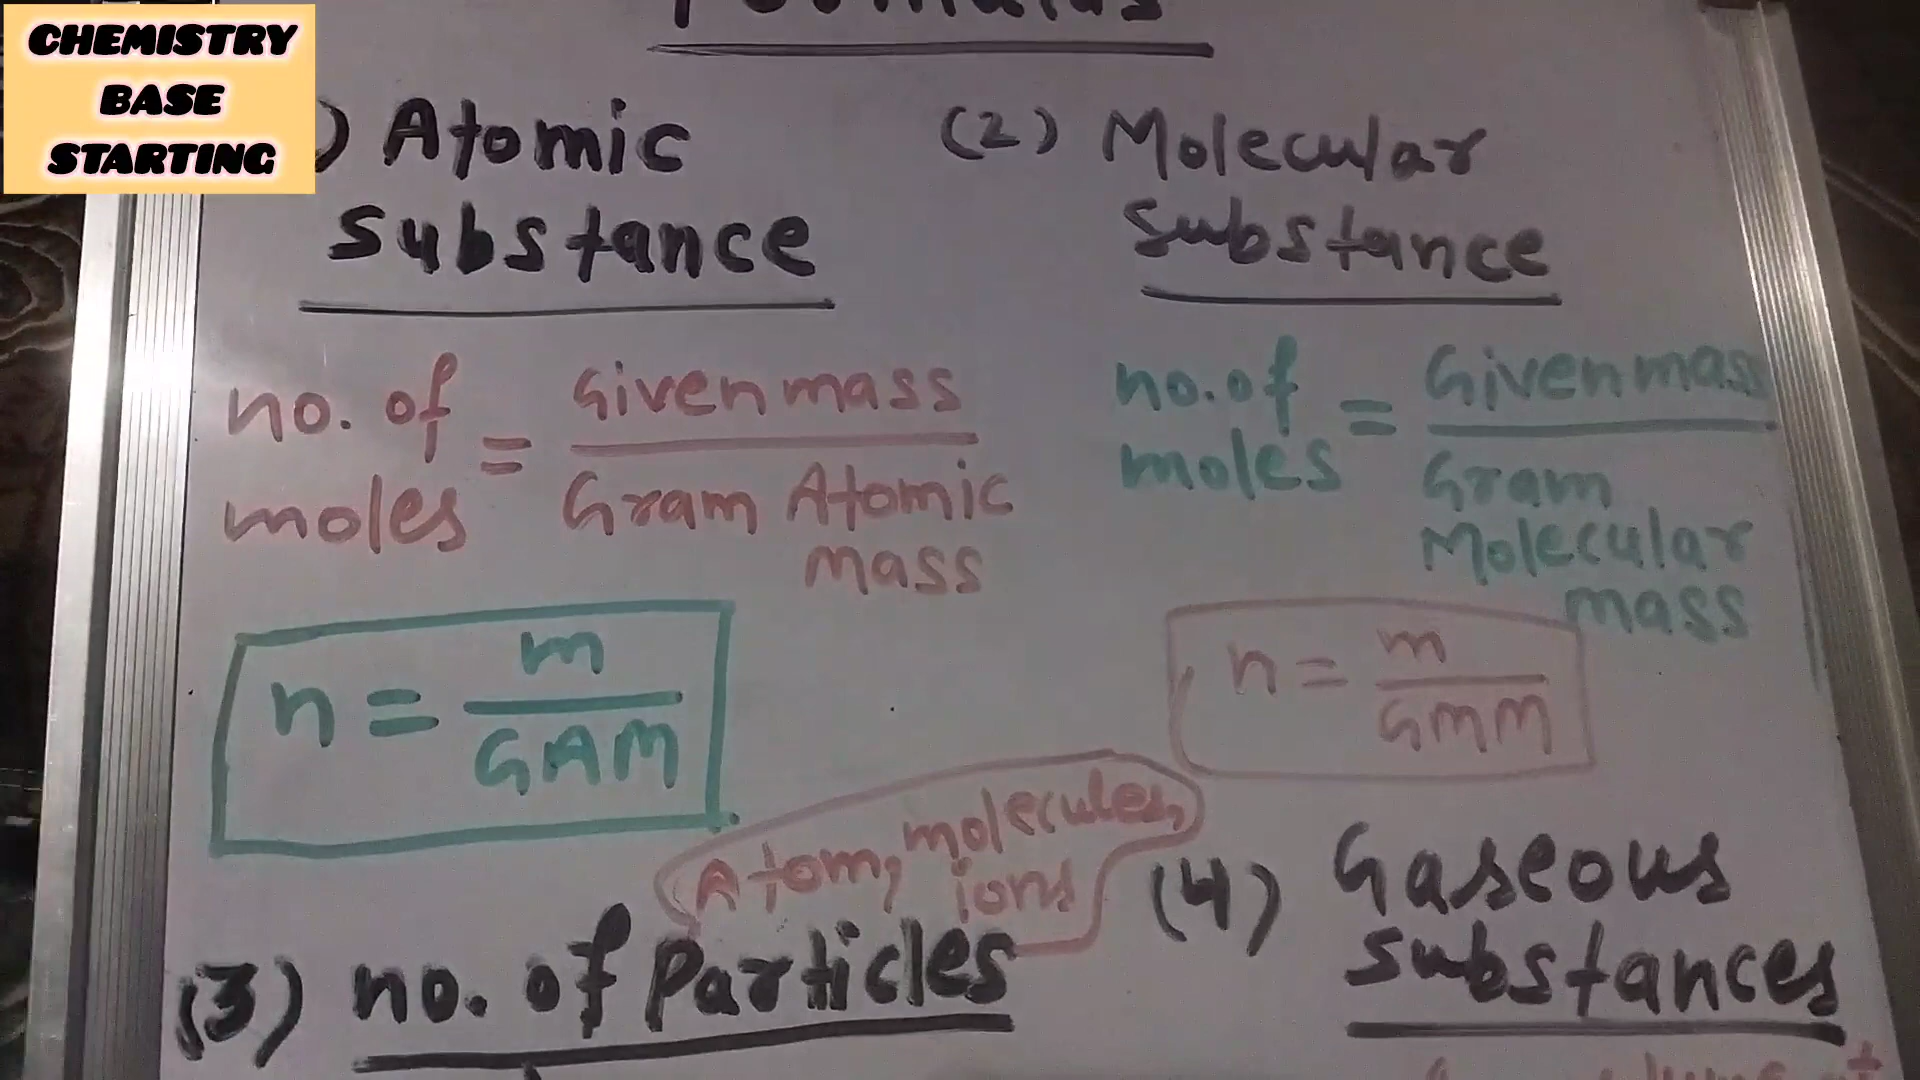 CHEMISTRY
BASE
STARTING
Formulas
) Atomic
substance
no. of
moles = Given mass
Gram Atomic
mass
n = m
GAM
(2) Molecular
substance
no. of
moles = Given mass
Gram
Molecular
mass
n = m
GMM
Atom, molecules,
ions
(3) no. of Particles
(4) Gaseous
substances